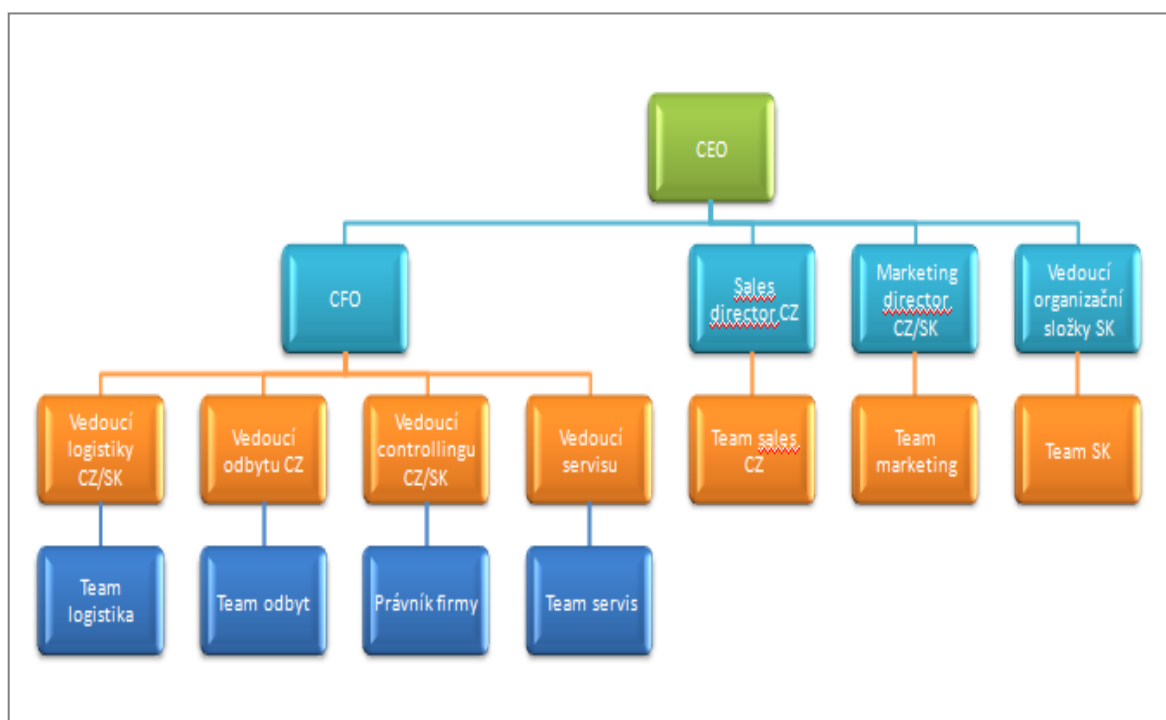 CEO
CFO
Sales
director CZ
Marketing
director
CZ/SK
Vedoucí
organizační
složky SK
Vedoucí
logistiky
CZ/SK
Vedoucí
odbytu CZ
Vedoucí
controllingu
CZ/SK
Vedoucí
servisu
Team sales
CZ
Team
marketing
Team SK
Team
logistika
Team odbyt
Právník firmy
Team servis